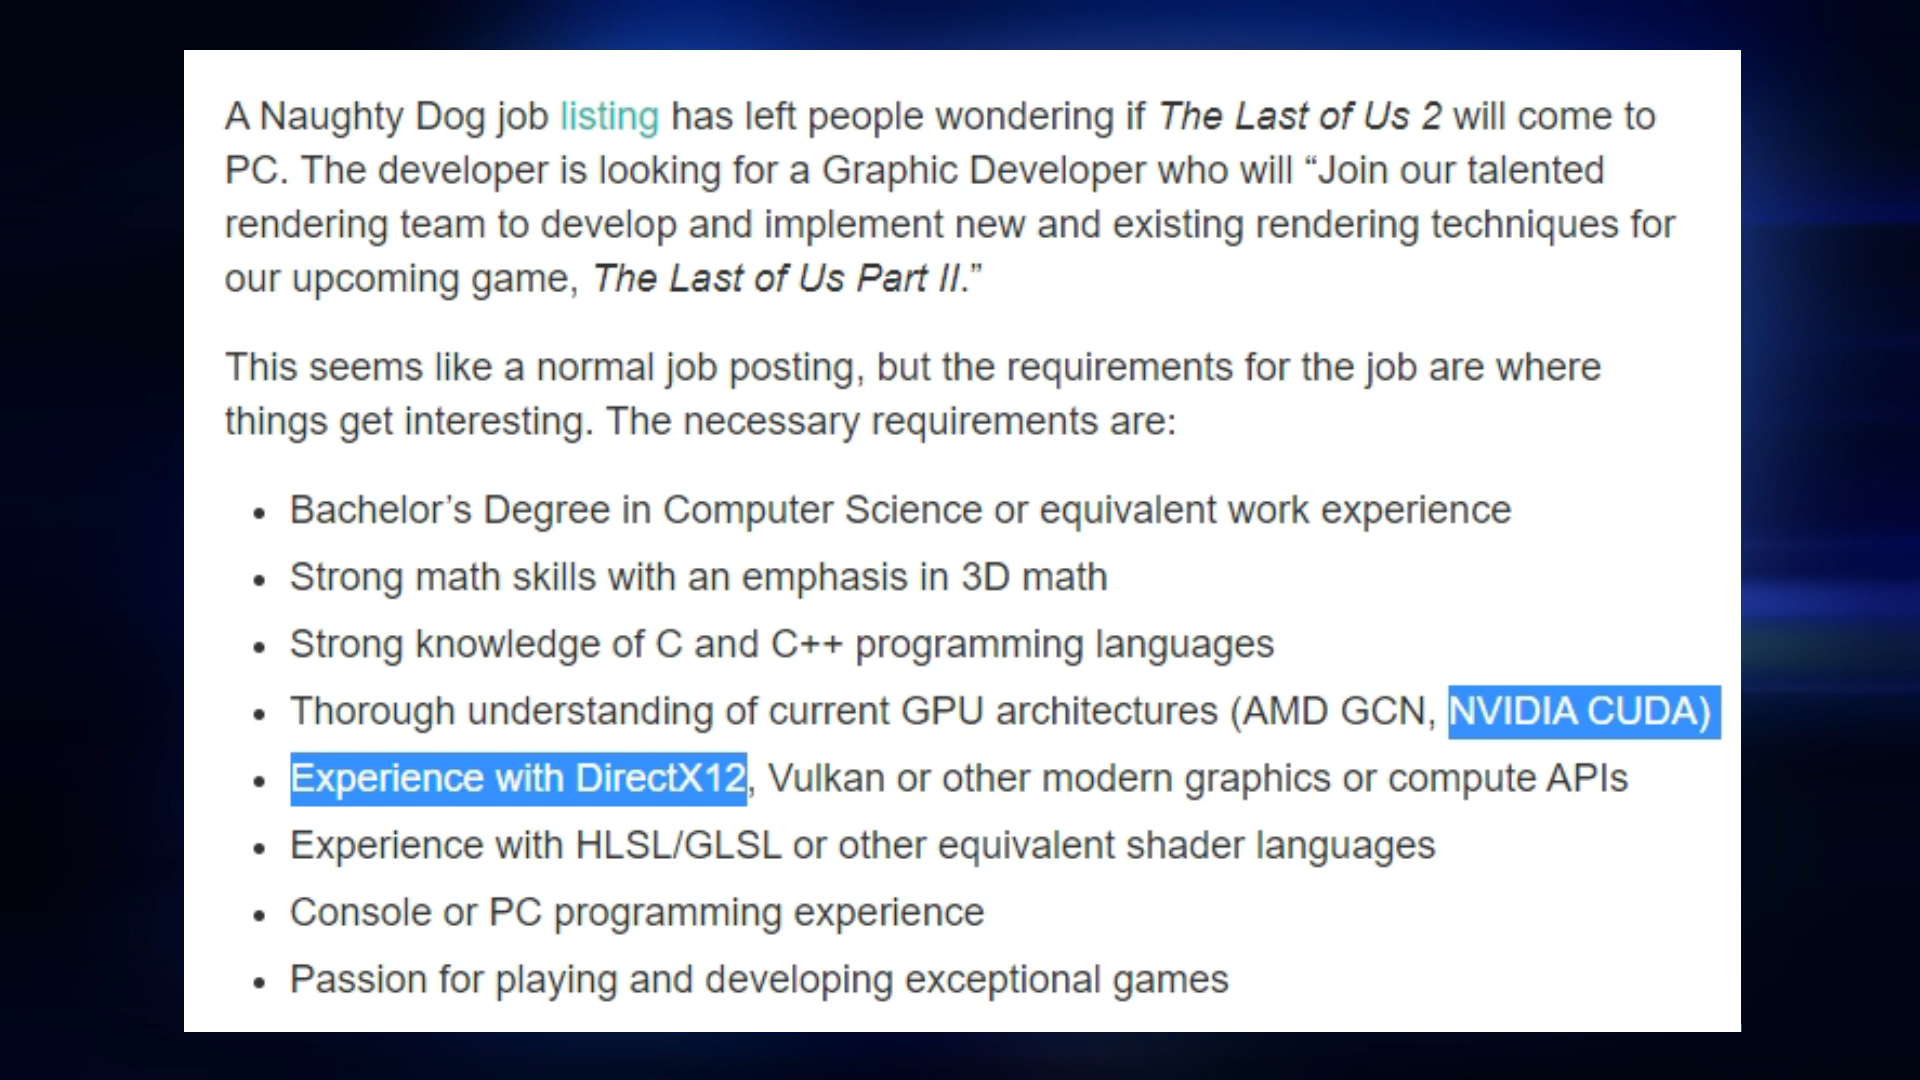 A Naughty Dog job listing has left people wondering if The Last of Us 2 will come to
PC. The developer is looking for a Graphic Developer who will “Join our talented
rendering team to develop and implement new and existing rendering techniques for
our upcoming game, The Last of Us Part II.”
This seems like a normal job posting, but the requirements for the job are where
things get interesting. The necessary requirements are:
• Bachelor’s Degree in Computer Science or equivalent work experience
• Strong math skills with an emphasis in 3D math
• Strong knowledge of C and C++ programming languages
• Thorough understanding of current GPU architectures (AMD GCN, NVIDIA CUDA)
• Experience with DirectX12, Vulkan or other modern graphics or compute APIs
• Experience with HLSL/GLSL or other equivalent shader languages
• Console or PC programming experience
• Passion for playing and developing exceptional games